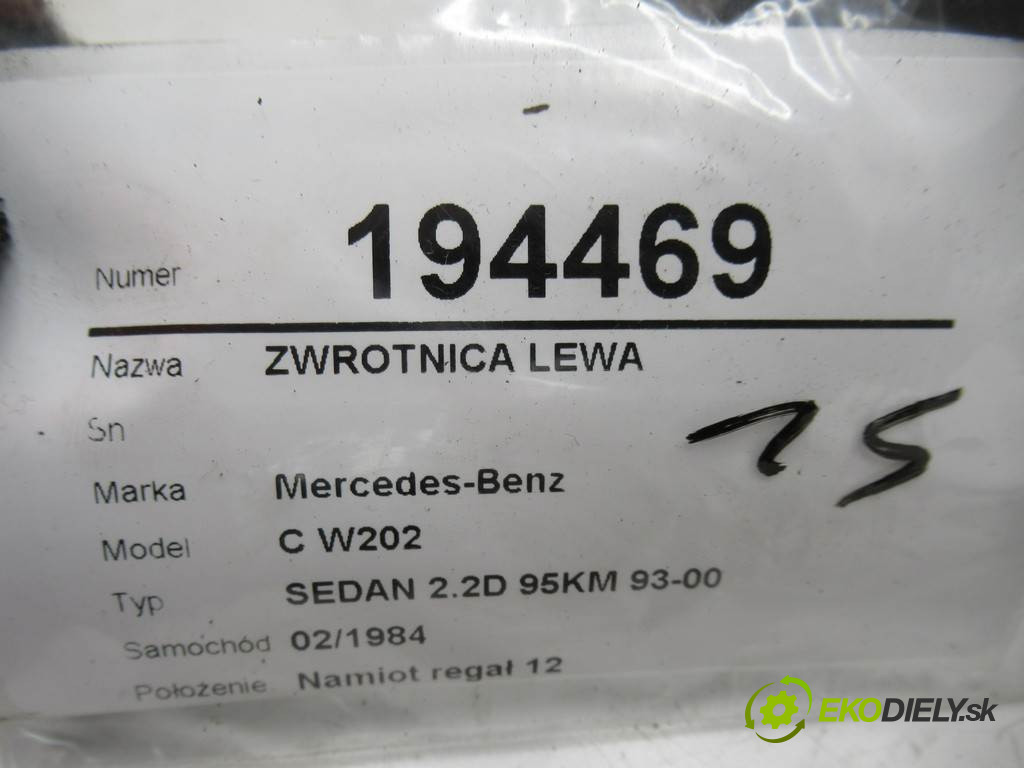 Numer 194469
Nazwa ZWROTNICA LEWA
Sn
Marka Mercedes-Benz
Model C W202
Typ SEDAN 2.2D 95KM 93-00
Samochód 02/1984
Położenie Namiot regał 12
EKODIELY.sk